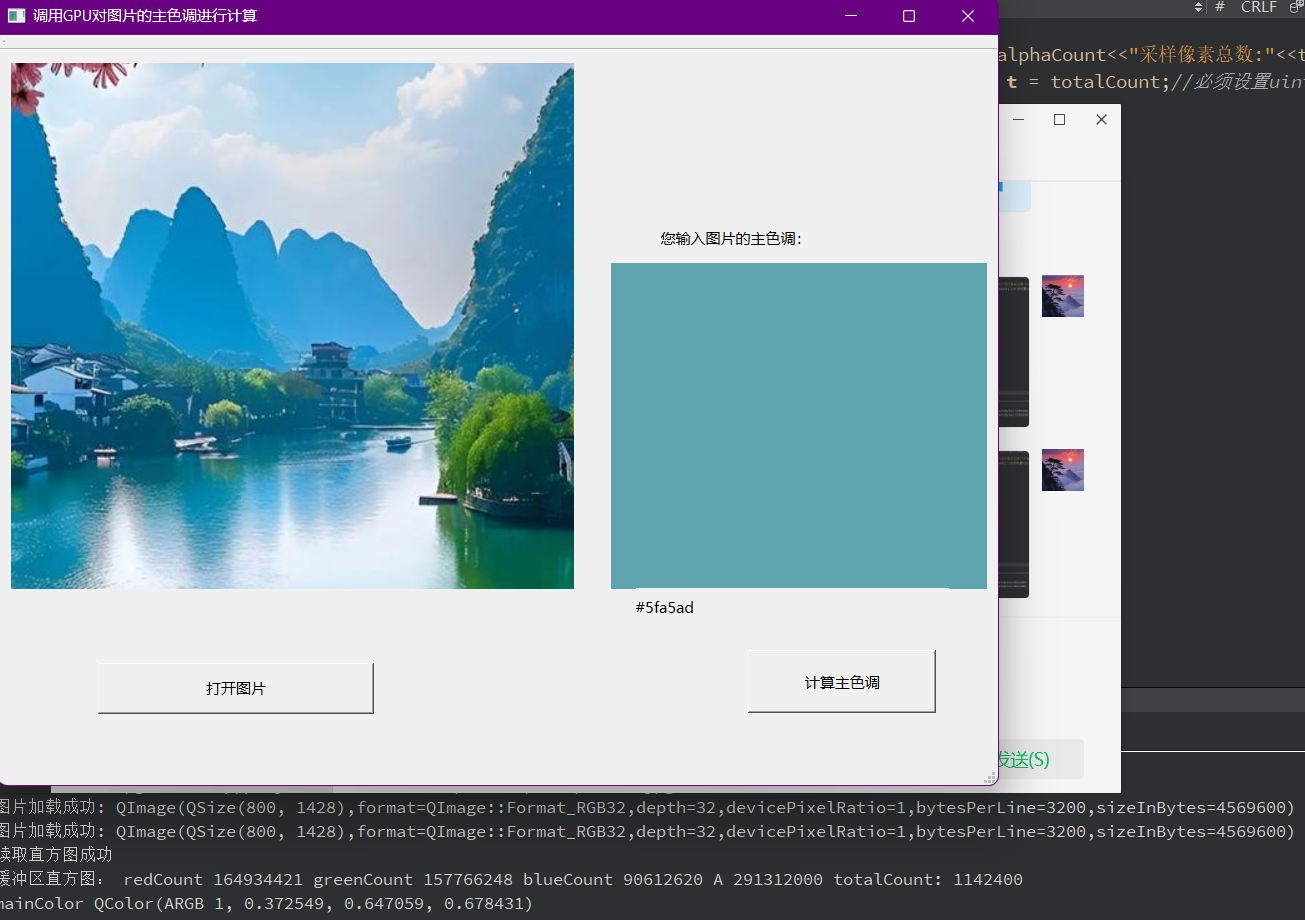 调用GPU对图片的主色调进行计算
# CRLF
alphaCount<<"采样像素总数:"<<t
t = totalCount;//必须设置uin
您输入图片的主色调:
#5fa5ad
打开图片
计算主色调
发送(S)
图片加载成功: QImage(QSize(800, 1428),format=QImage::Format_RGB32,depth=32,devicePixelRatio=1,bytesPerLine=3200,sizeInBytes=4569600)
图片加载成功: QImage(QSize(800, 1428),format=QImage::Format_RGB32,depth=32,devicePixelRatio=1,bytesPerLine=3200,sizeInBytes=4569600)
读取直方图成功
缓冲区直方图: redCount 164934421 greenCount 157766248 blueCount 90612620 A 291312000 totalCount: 1142400
mainColor QColor(ARGB 1, 0.372549, 0.647059, 0.678431)